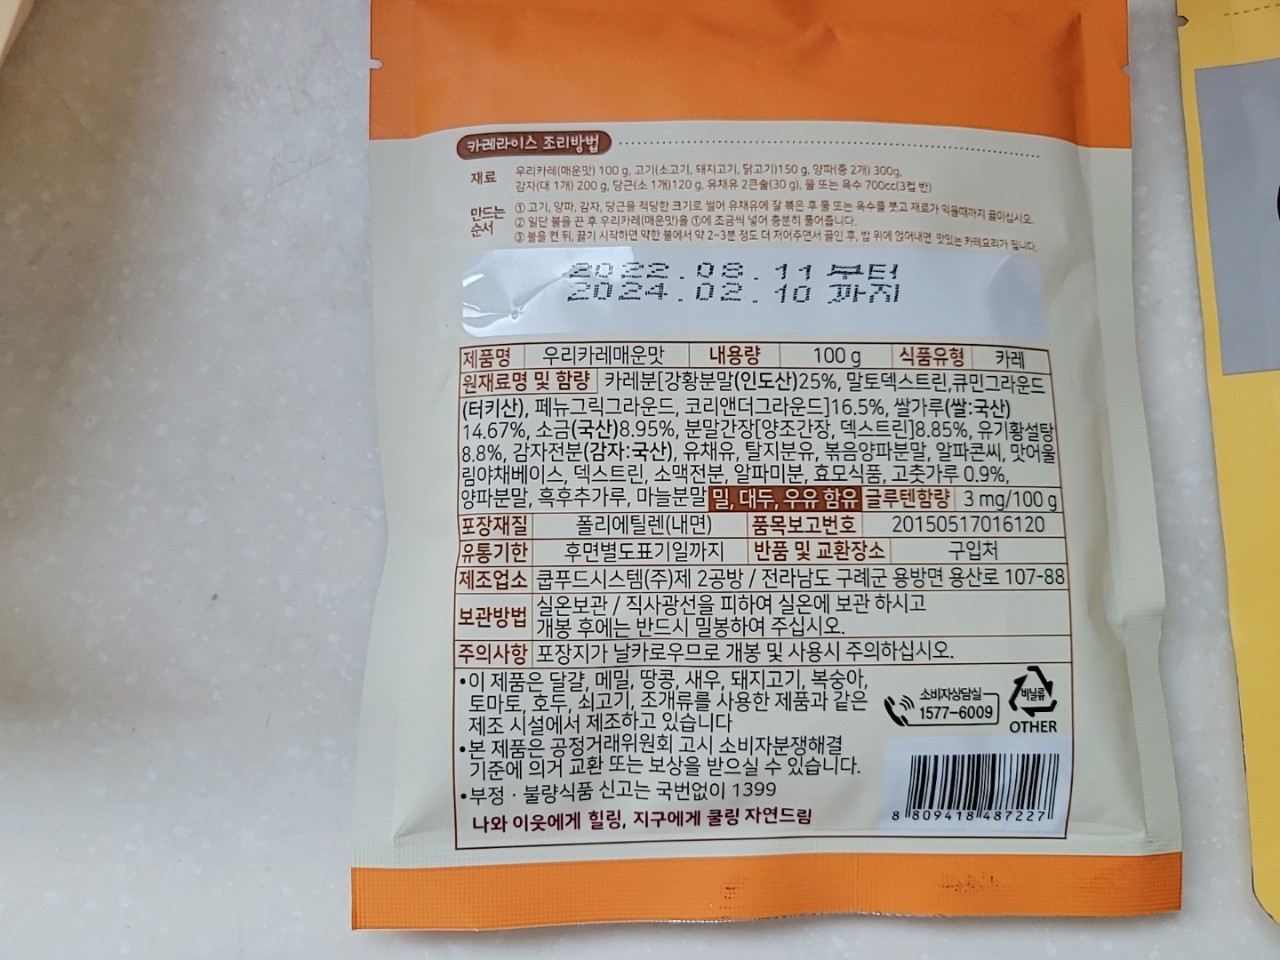 카레라이스 조리방법
재료 우리카레(매운맛) 100 g, 고기(소고기, 돼지고기, 닭고기)150 g, 양파(중 2개) 300g,
감자(대 1개) 200 g, 당근(소 1개)120 g, 유채유 2큰술(30 g), 물 또는 육수 700cc(3컵 반)
만드는 순서 ① 고기, 양파, 감자, 당근을 적당한 크기로 썰어 유채유에 잘 볶은 후 물 또는 육수를 붓고 재료가 익을때까지 끓이십시오.
② 일단 불을 끈 후 우리카레(매운맛)을 ①에 조금씩 넣어 충분히 풀어줍니다.
③ 불을 켠 뒤, 끓기 시작하면 약한 불에서 약 2~3분 정도 더 저어주면서 끓인 후, 밥 위에 얹어내면 맛있는 카레요리가 됩니다.
2022.08.11 부터
2024.02.10 까지
제품명 우리카레매운맛 내용량 100 g 식품유형 카레
원재료명 및 함량 카레분[강황분말(인도산)25%, 말토덱스트린,큐민그라운드
(터키산), 페뉴그릭그라운드, 코리앤더그라운드]16.5%, 쌀가루(쌀:국산)
14.67%, 소금(국산)8.95%, 분말간장[양조간장, 덱스트린]8.85%, 유기황설탕
8.8%, 감자전분(감자:국산), 유채유, 탈지분유, 볶음양파분말, 알파콘씨, 맛어울
림야채베이스, 덱스트린, 소맥전분, 알파미분, 효모식품, 고춧가루 0.9%,
양파분말, 흑후추가루, 마늘분말 밀, 대두, 우유 함유 글루텐함량 3 mg/100 g
포장재질 폴리에틸렌(내면) 품목보고번호 20150517016120
유통기한 후면별도표기일까지 반품 및 교환장소 구입처
제조업소 쿱푸드시스템(주)제 2공방 / 전라남도 구례군 용방면 용산로 107-88
보관방법 실온보관 / 직사광선을 피하여 실온에 보관 하시고
개봉 후에는 반드시 밀봉하여 주십시오.
주의사항 포장지가 날카로우므로 개봉 및 사용시 주의하십시오.
•이 제품은 달걀, 메밀, 땅콩, 새우, 돼지고기, 복숭아,
토마토, 호두, 쇠고기, 조개류를 사용한 제품과 같은
제조 시설에서 제조하고 있습니다
•본 제품은 공정거래위원회 고시 소비자분쟁해결
기준에 의거 교환 또는 보상을 받으실 수 있습니다.
•부정 · 불량식품 신고는 국번없이 1399
나와 이웃에게 힐링, 지구에게 쿨링 자연드림
소비자상담실
1577-6009
비닐류
OTHER
8 809418 487227